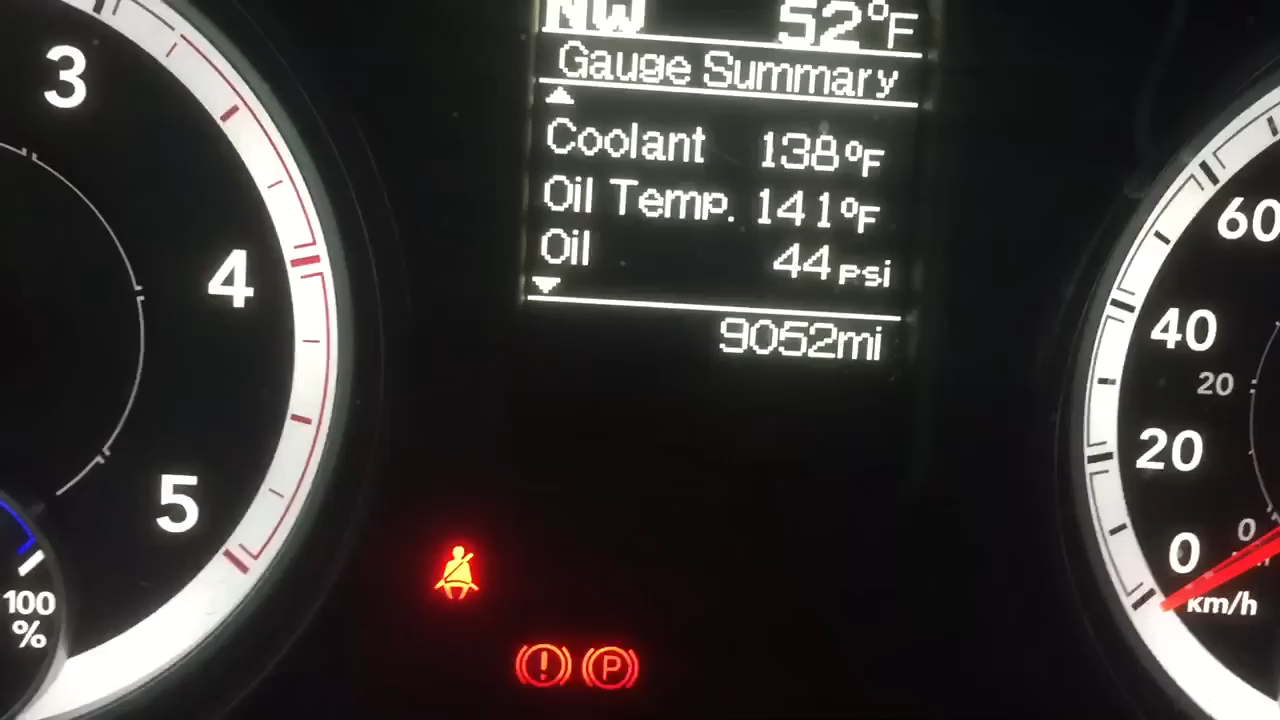 NW 52°F
Gauge Summary
Coolant 138°F
Oil Temp. 141°F
Oil 44 psi
9052mi
3
4
5
100
%
60
40
20
20
0
0
km/h
P